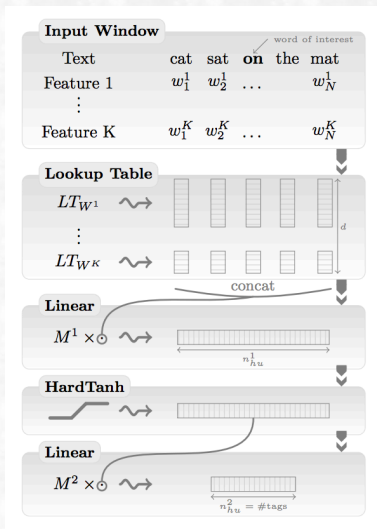 Input Window
word of interest
Text cat sat on the mat
Feature 1 w_1^1 w_2^1 ... w_N^1
⋮
Feature K w_1^K w_2^K ... w_N^K
Lookup Table
LT_{W^1}
d
⋮
LT_{W^K}
concat
Linear
M^1 × ⊙
n_{hu}^1
HardTanh
Linear
M^2 × ⊙
n_{hu}^2 = #tags